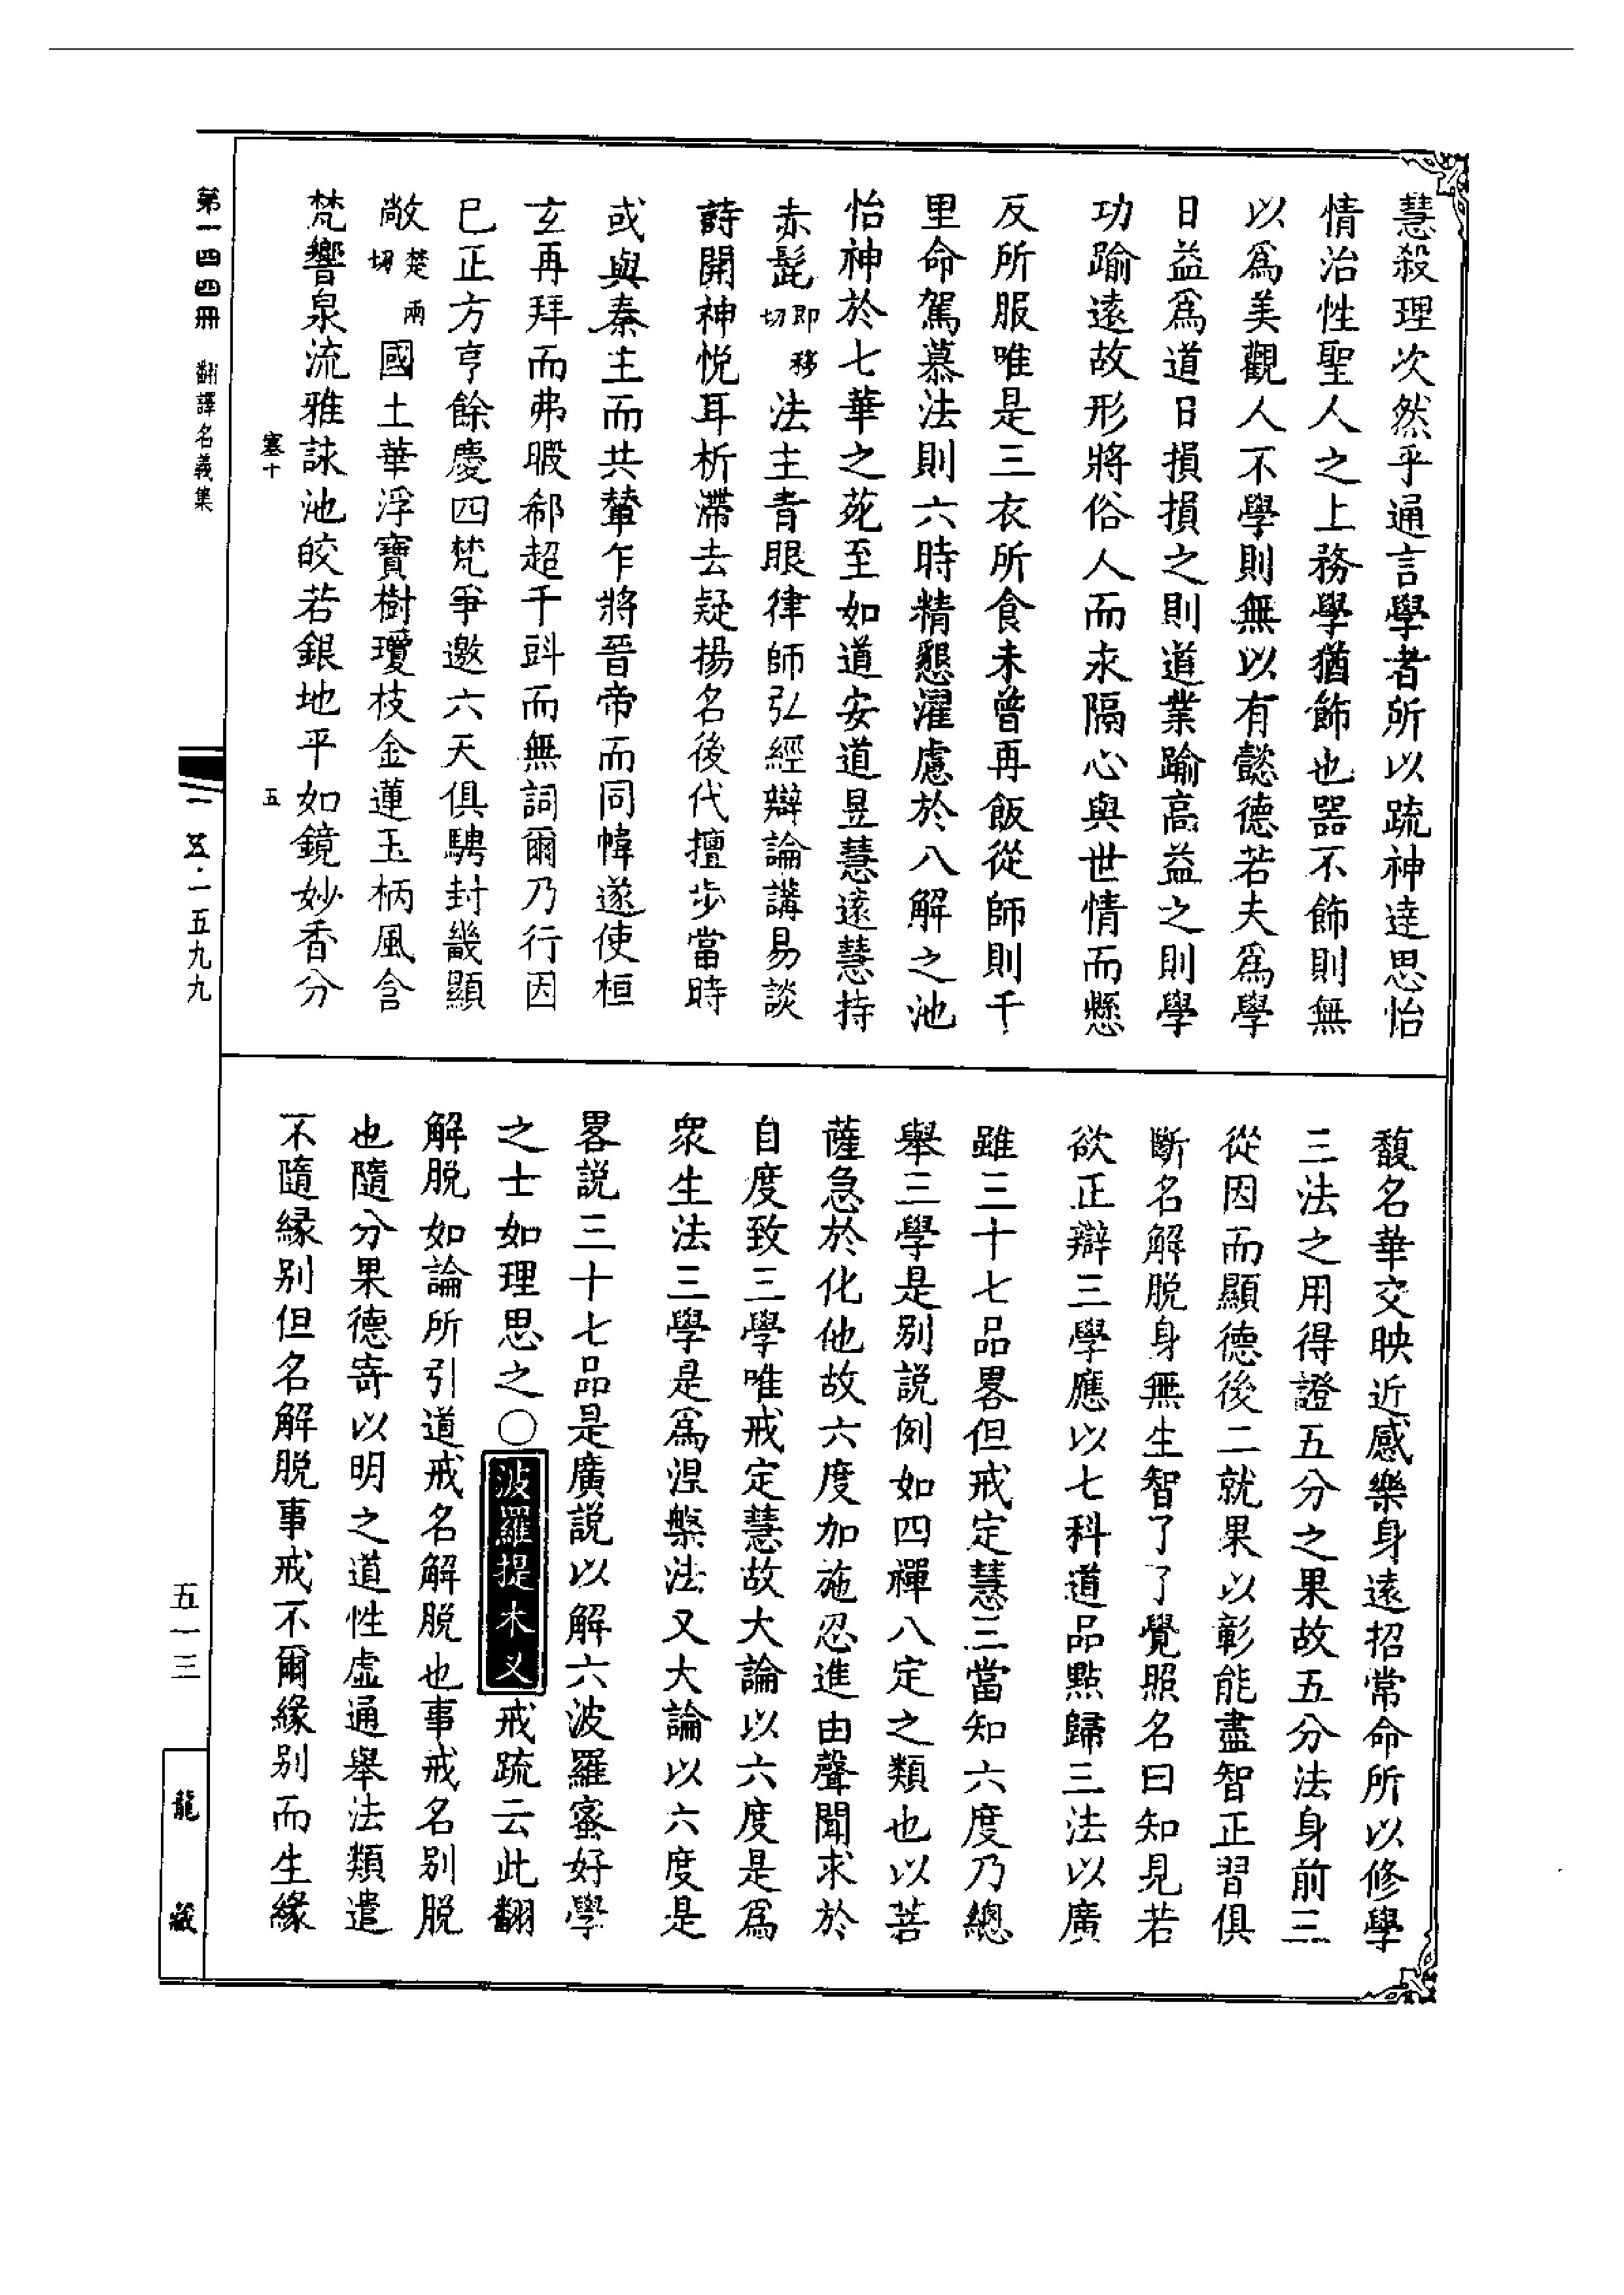 慧殺理次然乎通言學者所以疏神達思怡
情治性聖人之上務學猶飾也器不飾則無
以爲美觀人不學則無以有懿德若夫爲學
日益爲道日損損之則道業踰高益之則學
功踰遠故形將俗人而永隔心與世情而懸
反所服唯是三衣所食未曾再飯從師則千
里命駕慕法則六時精懇濯慮於八解之池
怡神於七華之苑至如道安道昱慧遠慧持
赤髭即移切法主青眼律師弘經辯論講易談
詩開神悅耳析滯去疑揚名後代擅步當時
或與秦主而共輦乍將晉帝而同幃遂使桓
玄再拜而弗暇郗超千㪷而無詞爾乃行因
巳正方亨餘慶四梵爭邀六天俱騁封畿顯
敞楚兩切國土華浮寶樹瓊枝金蓮玉柄風含
梵響泉流雅詠池皎若銀地平如鏡妙香分
塞十 五
馥名華交映近感樂身遠招常命所以修學
三法之用得證五分之果故五分法身前三
從因而顯德後二就果以彰能盡智正習俱
斷名解脱身無生智了了覺照名曰知見若
欲正辯三學應以七科道品點歸三法以廣
雖三十七品畧但戒定慧三當知六度乃總
舉三學是别説例如四禪八定之類也以菩
薩急於化他故六度加施忍進由聲聞求於
自度致三學唯戒定慧故大論以六度是爲
衆生法三學是爲涅槃法又大論以六度是
畧説三十七品是廣説以解六波羅蜜好學
之士如理思之〇波羅提木叉戒疏云此翻
解脱如論所引道戒名解脱也事戒名别脱
也隨分果德寄以明之道性虚通舉法類遣
不隨縁别但名解脱事戒不爾緣别而生緣
第一四四冊 翻譯名義集
一五·一五九九
五一三
龍藏